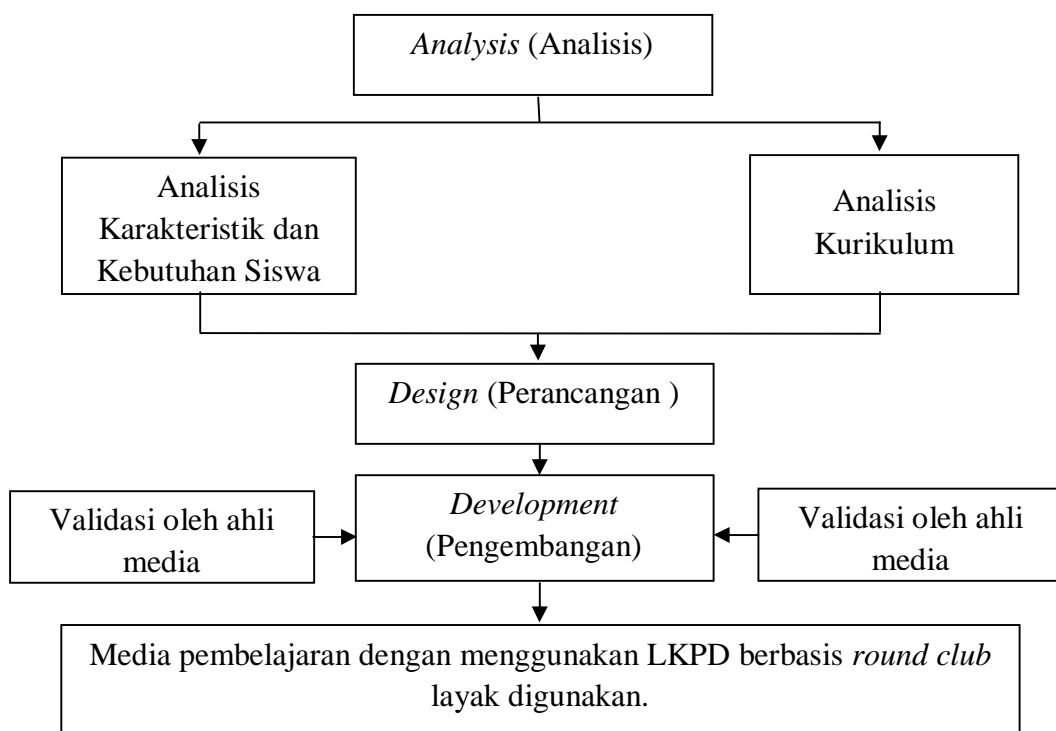 Analysis (Analisis)
Analisis
Karakteristik dan
Kebutuhan Siswa
Analisis
Kurikulum
Design (Perancangan )
Validasi oleh ahli
media
Development
(Pengembangan)
Validasi oleh ahli
media
Media pembelajaran dengan menggunakan LKPD berbasis round club
layak digunakan.